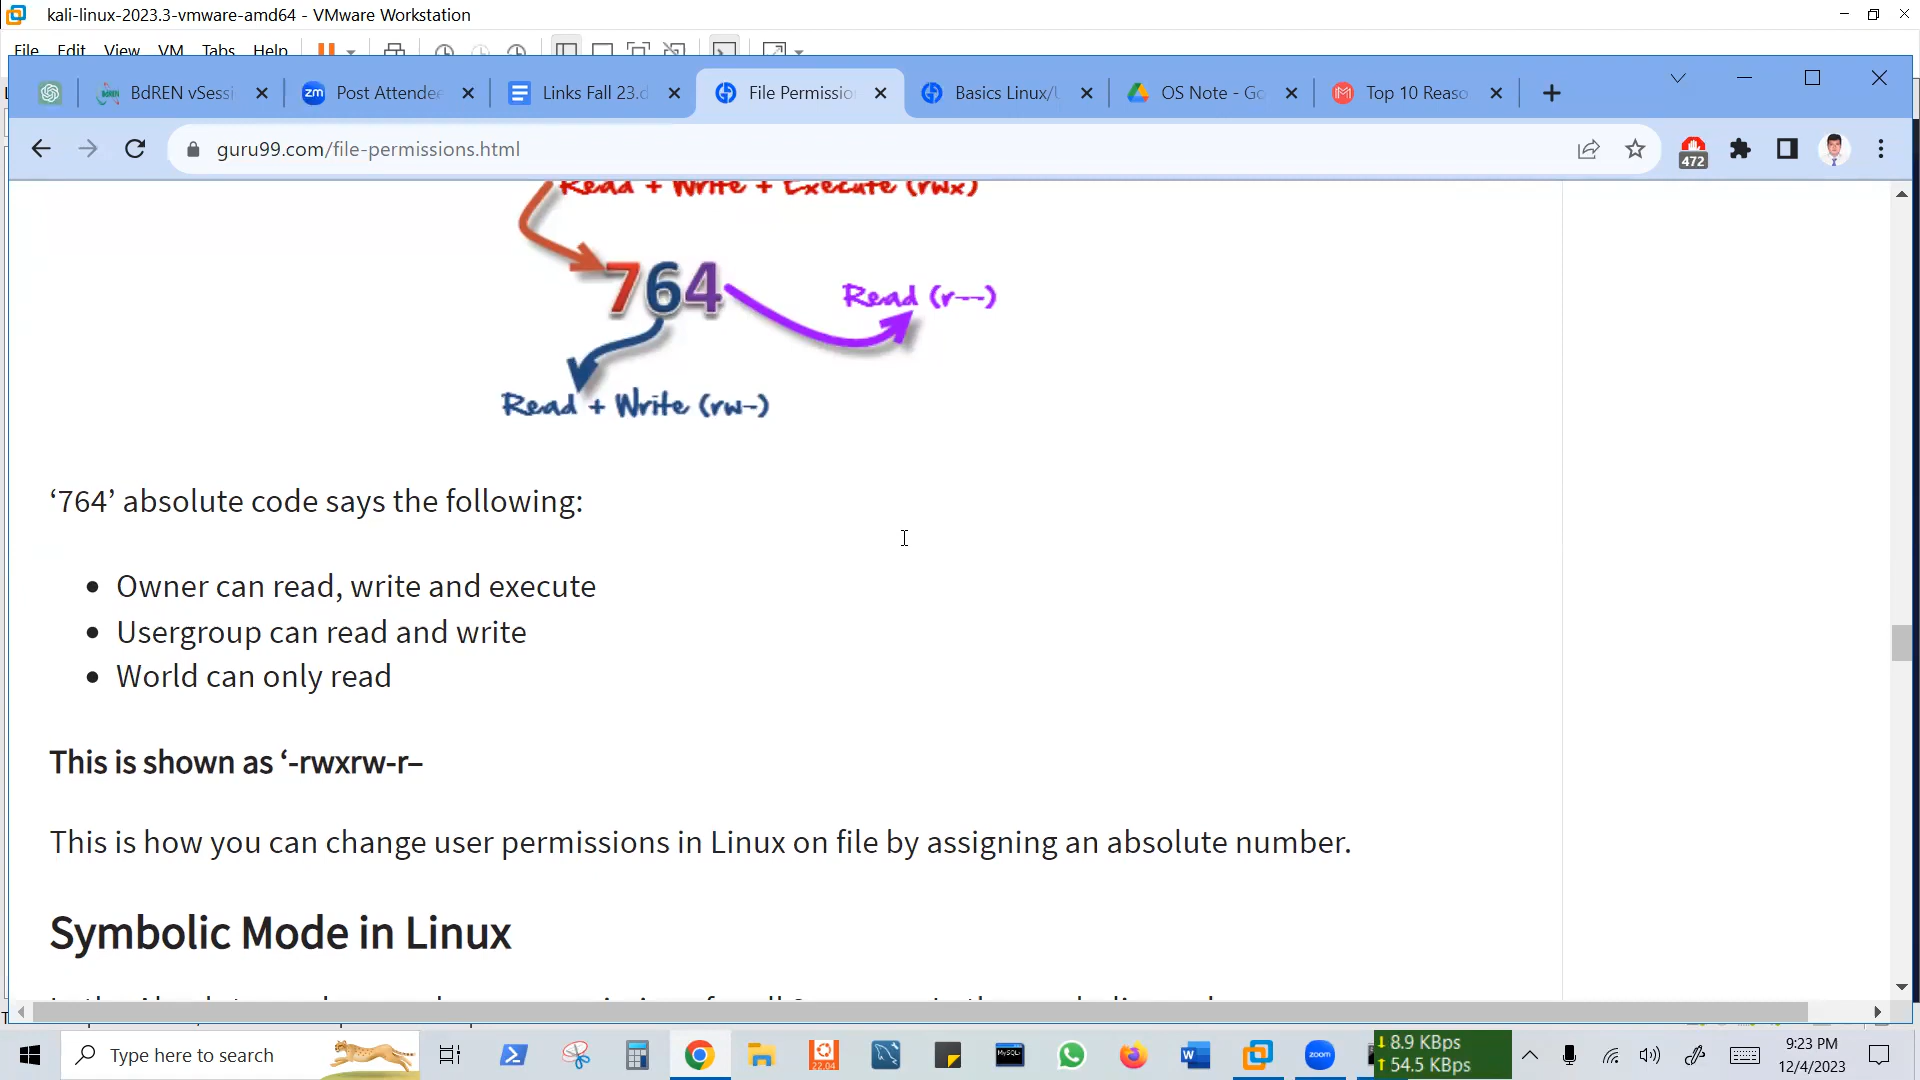 kali-linux-2023.3-vmware-amd64 - VMware Workstation
File Edit View VM Tabs Help
BdREN vSessi Post Attendee Links Fall 23.d File Permissio Basics Linux/U OS Note - Go Top 10 Reaso
guru99.com/file-permissions.html
472
Read + Write + Execute (rwx)
764
Read (r--)
Read + Write (rw-)
‘764’ absolute code says the following:
• Owner can read, write and execute
• Usergroup can read and write
• World can only read
This is shown as ‘-rwxrw-r–
This is how you can change user permissions in Linux on file by assigning an absolute number.
Symbolic Mode in Linux
Type here to search
22.04
MySQL
zoom
8.9 KBps
54.5 KBps
9:23 PM
12/4/2023